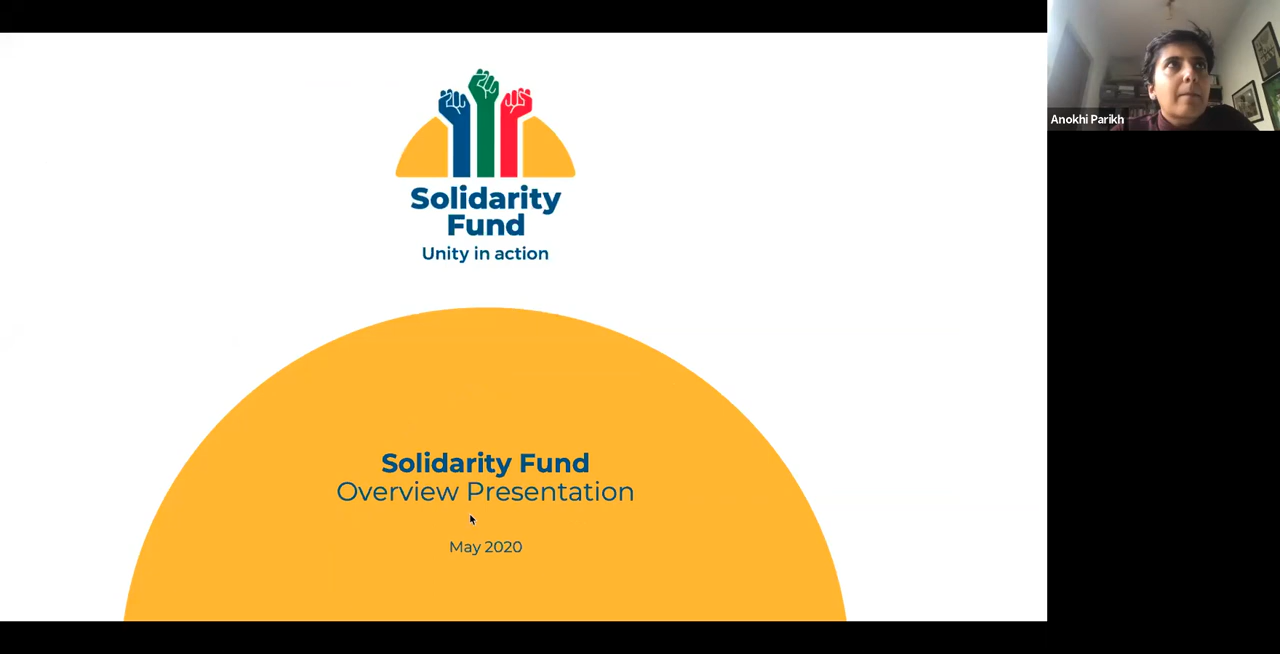 Solidarity
Fund
Unity in action
Solidarity Fund
Overview Presentation
May 2020
Anokhi Parikh